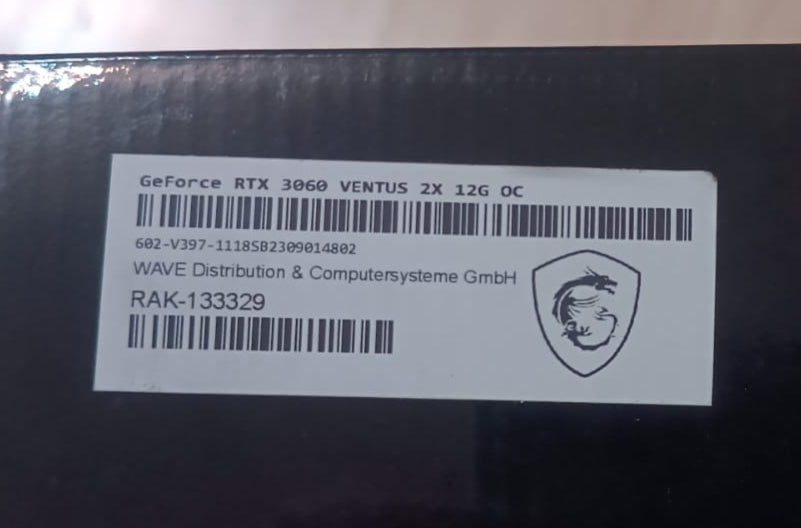 GeForce RTX 3060 VENTUS 2X 12G OC
602-V397-1118SB2309014802
WAVE Distribution & Computersysteme GmbH
RAK-133329